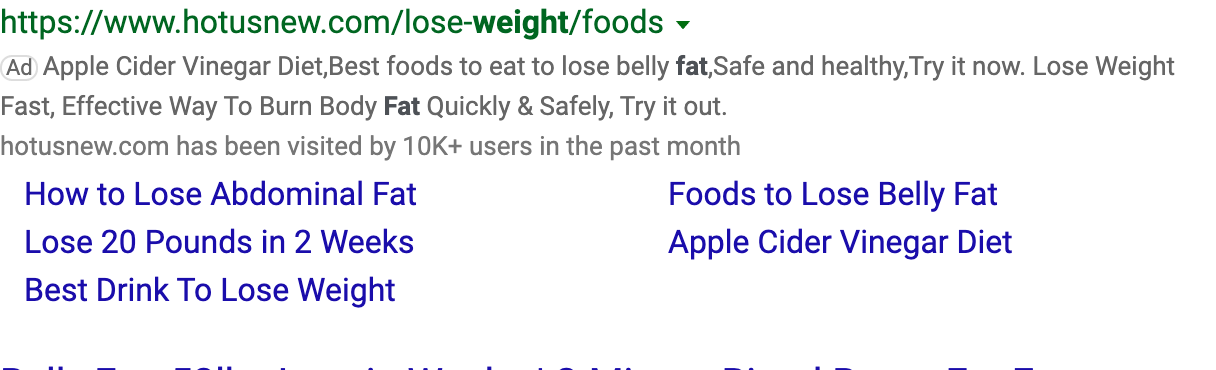 https://www.hotusnew.com/lose-weight/foods
Ad Apple Cider Vinegar Diet,Best foods to eat to lose belly fat,Safe and healthy,Try it now. Lose Weight
Fast, Effective Way To Burn Body Fat Quickly & Safely, Try it out.
hotusnew.com has been visited by 10K+ users in the past month
How to Lose Abdominal Fat
Foods to Lose Belly Fat
Lose 20 Pounds in 2 Weeks
Apple Cider Vinegar Diet
Best Drink To Lose Weight